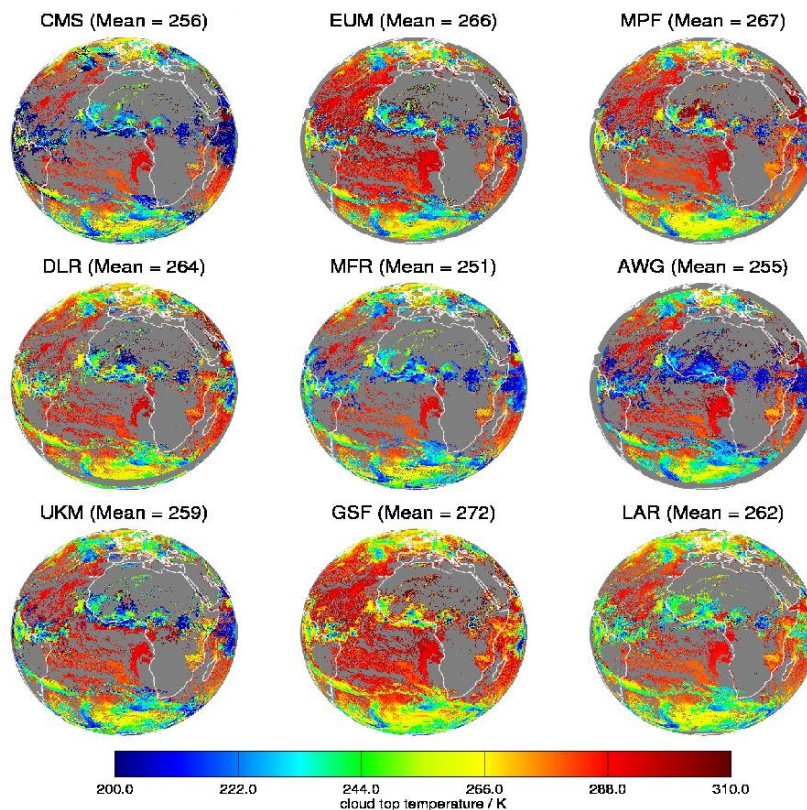 CMS (Mean = 256) EUM (Mean = 266) MPF (Mean = 267)
DLR (Mean = 264) MFR (Mean = 251) AWG (Mean = 255)
UKM (Mean = 259) GSF (Mean = 272) LAR (Mean = 262)
200.0 222.0 244.0 266.0 288.0 310.0
cloud top temperature / K